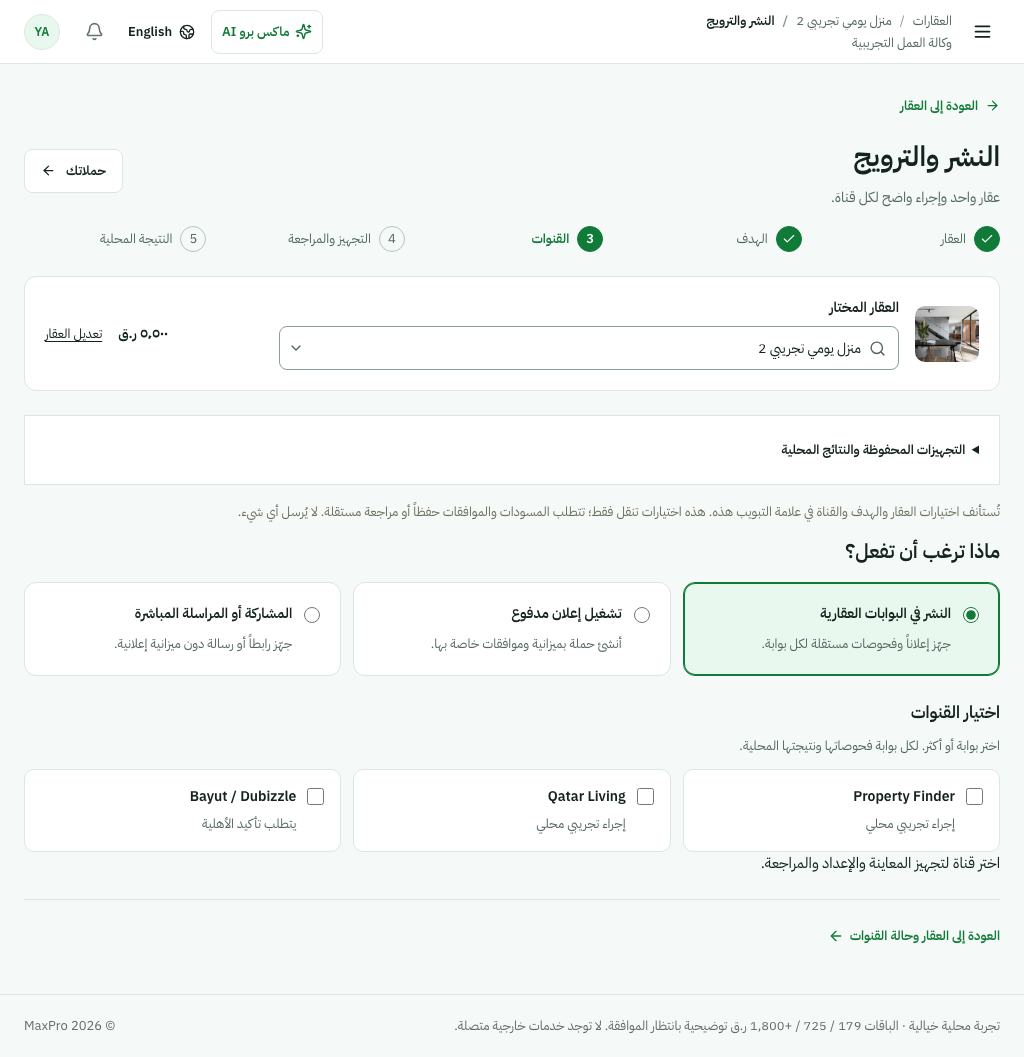 العقارات / منزل يومي تجريبي 2 / النشر والترويج
وكالة العمل التجريبية
ماكس برو AI
English
YA
العودة إلى العقار
النشر والترويج
عقار واحد وإجراء واضح لكل قناة.
حملاتك
العقار
الهدف
3 القنوات
4 التجهيز والمراجعة
5 النتيجة المحلية
العقار المختار
منزل يومي تجريبي 2
٥٬٥٠٠ ر.ق
تعديل العقار
التجهيزات المحفوظة والنتائج المحلية
تُستأنف اختيارات العقار والهدف والقناة في علامة التبويب هذه. هذه اختيارات تنقل فقط؛ تتطلب المسودات والموافقات حفظاً أو مراجعة مستقلة. لا يُرسل أي شيء.
ماذا ترغب أن تفعل؟
النشر في البوابات العقارية
جهّز إعلاناً وفحوصات مستقلة لكل بوابة.
تشغيل إعلان مدفوع
أنشئ حملة بميزانية وموافقات خاصة بها.
المشاركة أو المراسلة المباشرة
جهّز رابطاً أو رسالة دون ميزانية إعلانية.
اختيار القنوات
اختر بوابة أو أكثر. لكل بوابة فحوصاتها ونتيجتها المحلية.
Property Finder
إجراء تجريبي محلي
Qatar Living
إجراء تجريبي محلي
Bayut / Dubizzle
يتطلب تأكيد الأهلية
اختر قناة لتجهيز المعاينة والإعداد والمراجعة.
العودة إلى العقار وحالة القنوات
تجربة محلية خيالية · الباقات 179 / 725 / +1,800 ر.ق توضيحية بانتظار الموافقة. لا توجد خدمات خارجية متصلة.
© 2026 MaxPro